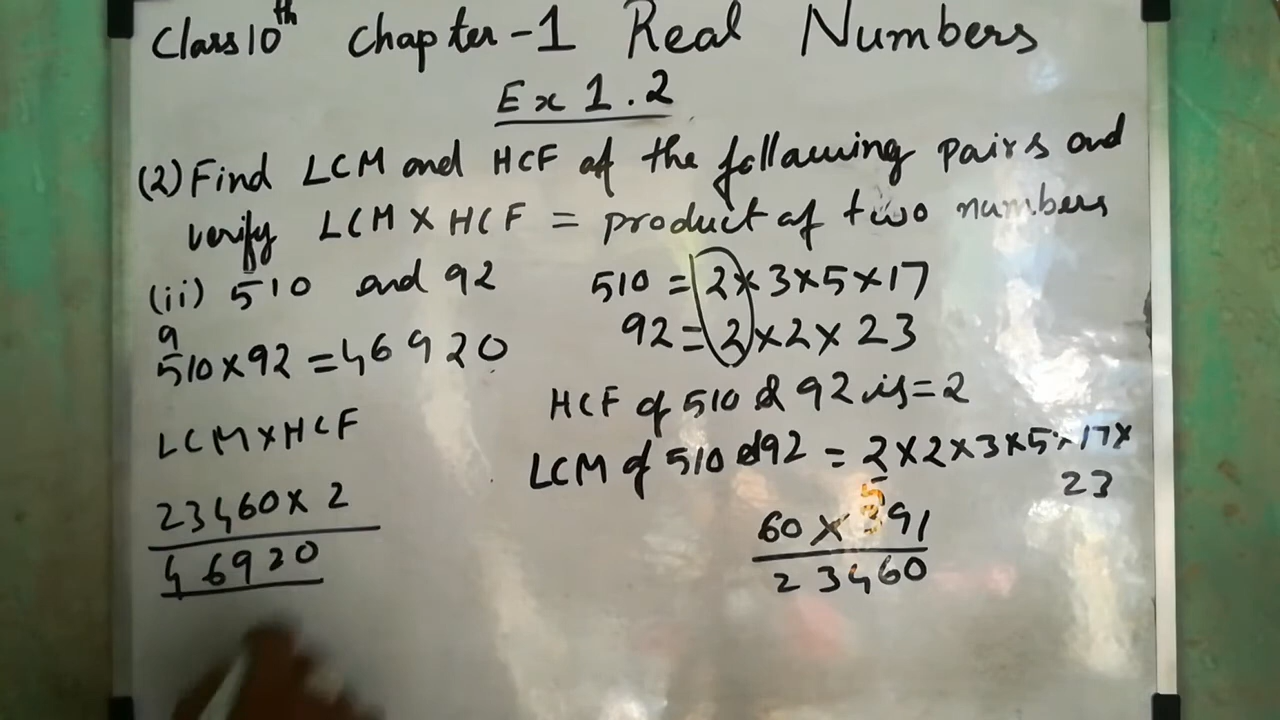 Class 10th Chapter-1 Real Numbers
Ex 1.2
(2) Find LCM and HCF of the following pairs and
verify LCM X HCF = product of two numbers
(ii) 510 and 92
9
510×92 = 46920
LCM×HCF
23460× 2
46920
510 = 2×3×5×17
92 = 2×2×23
HCF of 510 & 92 is = 2
LCM of 510 & 92 = 2×2×3×5×17×
23
60 × 391
23460